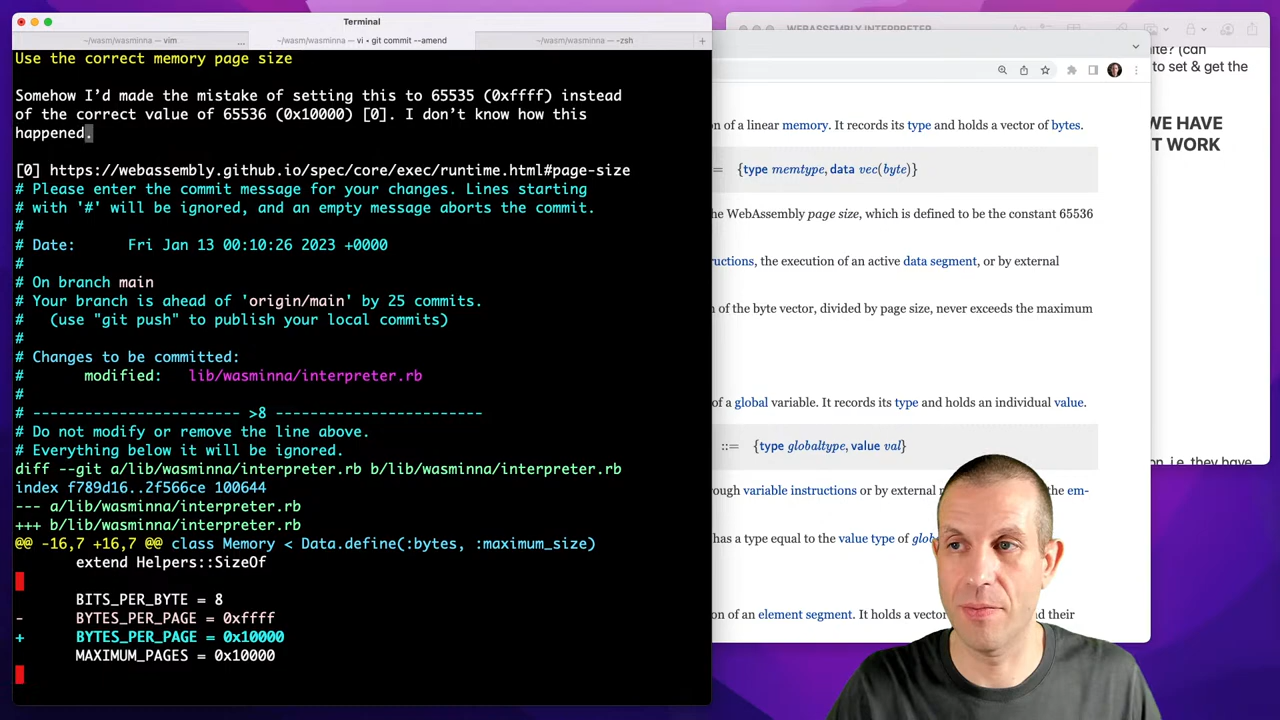 Terminal
~/wasm/wasminna — vim ... ~/wasm/wasminna — vi ◂ git commit --amend ~/wasm/wasminna — -zsh +
Use the correct memory page size
Somehow I’d made the mistake of setting this to 65535 (0xffff) instead
of the correct value of 65536 (0x10000) [0]. I don’t know how this
happened.
[0] https://webassembly.github.io/spec/core/exec/runtime.html#page-size
# Please enter the commit message for your changes. Lines starting
# with '#' will be ignored, and an empty message aborts the commit.
#
# Date:      Fri Jan 13 00:10:26 2023 +0000
#
# On branch main
# Your branch is ahead of 'origin/main' by 25 commits.
#   (use "git push" to publish your local commits)
#
# Changes to be committed:
#       modified:   lib/wasminna/interpreter.rb
#
# ------------------------ >8 ------------------------
# Do not modify or remove the line above.
# Everything below it will be ignored.
diff --git a/lib/wasminna/interpreter.rb b/lib/wasminna/interpreter.rb
index f789d16..2f566ce 100644
--- a/lib/wasminna/interpreter.rb
+++ b/lib/wasminna/interpreter.rb
@@ -16,7 +16,7 @@ class Memory < Data.define(:bytes, :maximum_size)
extend Helpers::SizeOf
BITS_PER_BYTE = 8
-      BYTES_PER_PAGE = 0xffff
+      BYTES_PER_PAGE = 0x10000
MAXIMUM_PAGES = 0x10000
WEBASSEMBLY INTERPRETER
on of a linear memory. It records its type and holds a vector of bytes.
= {type memtype, data vec(byte)}
he WebAssembly page size, which is defined to be the constant 65536
ructions, the execution of an active data segment, or by external
n of the byte vector, divided by page size, never exceeds the maximum
of a global variable. It records its type and holds an individual value.
::= {type globaltype, value val}
rough variable instructions or by external the em-
has a type equal to the value type of
on of an element segment. It holds a vector nd their
(can
to set & get the
WE HAVE
T WORK
on, i.e. they have